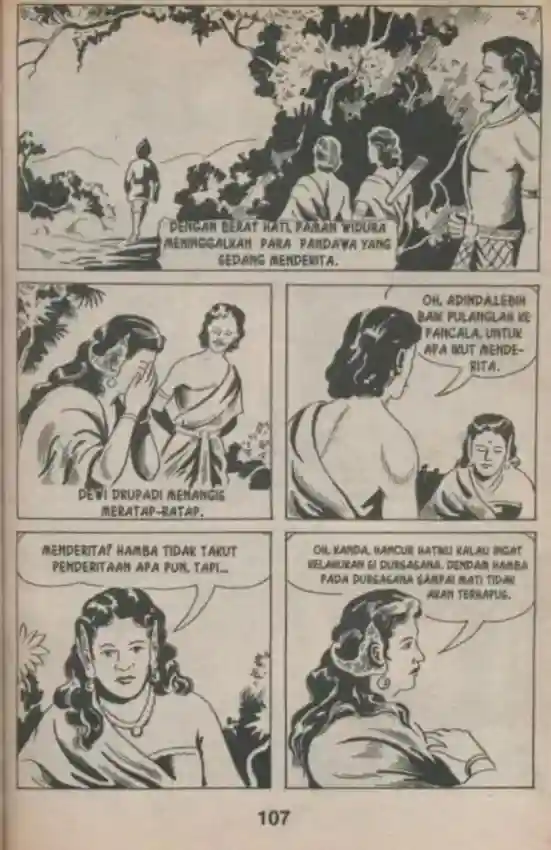 DENGAN BERAT HATI, PAMAN WIDURA
MENINGGALKAN PARA PANDAWA YANG
SEDANG MENDERITA.
DEWI DRUPADI MENANGIS
MERATAP-RATAP.
OH, ADINDA.LEBIH
BAIK PULANGLAH KE
PANCALA, UNTUK
APA IKUT MENDE-
RITA.
MENDERITA? HAMBA TIDAK TAKUT
PENDERITAAN APA PUN, TAPI...
OH, KANDA, HANCUR HATIKU KALAU INGAT
KELAKUKAN SI DURSASANA. DENDAM HAMBA
PADA DURSASANA SAMPAI MATI TIDAK
AKAN TERHAPUS.
107